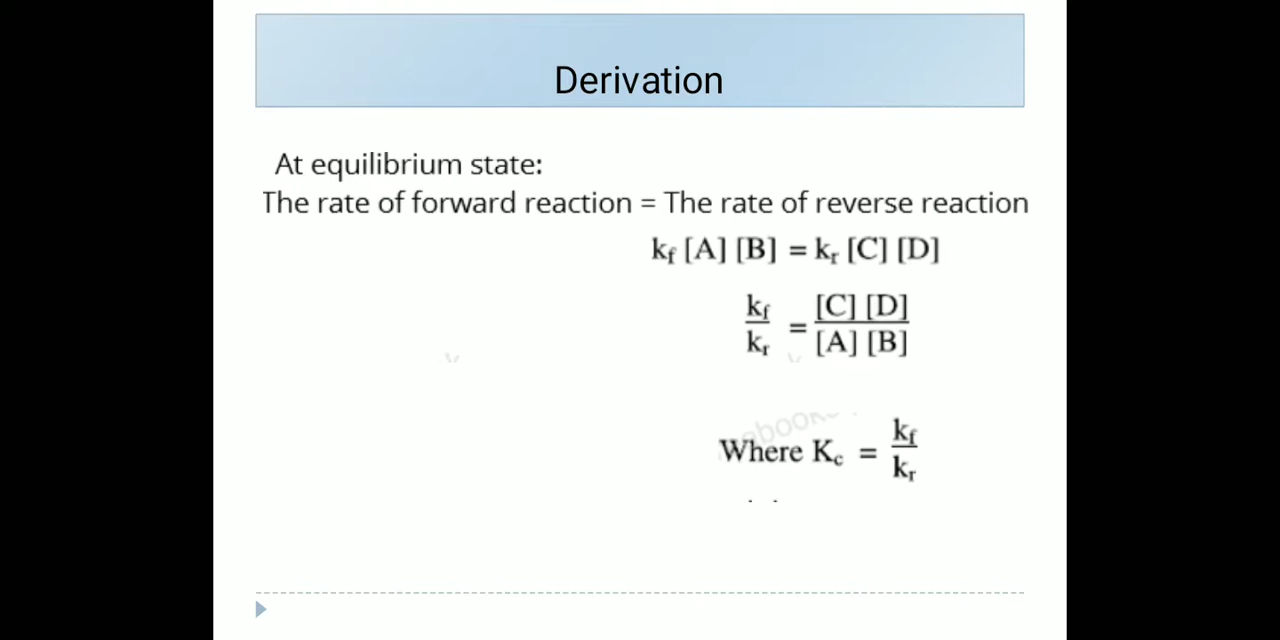 Derivation
At equilibrium state:
The rate of forward reaction = The rate of reverse reaction
kf [A] [B] = kr [C] [D]
kf/kr = [C] [D]/[A] [B]
Where Kc = kf/kr